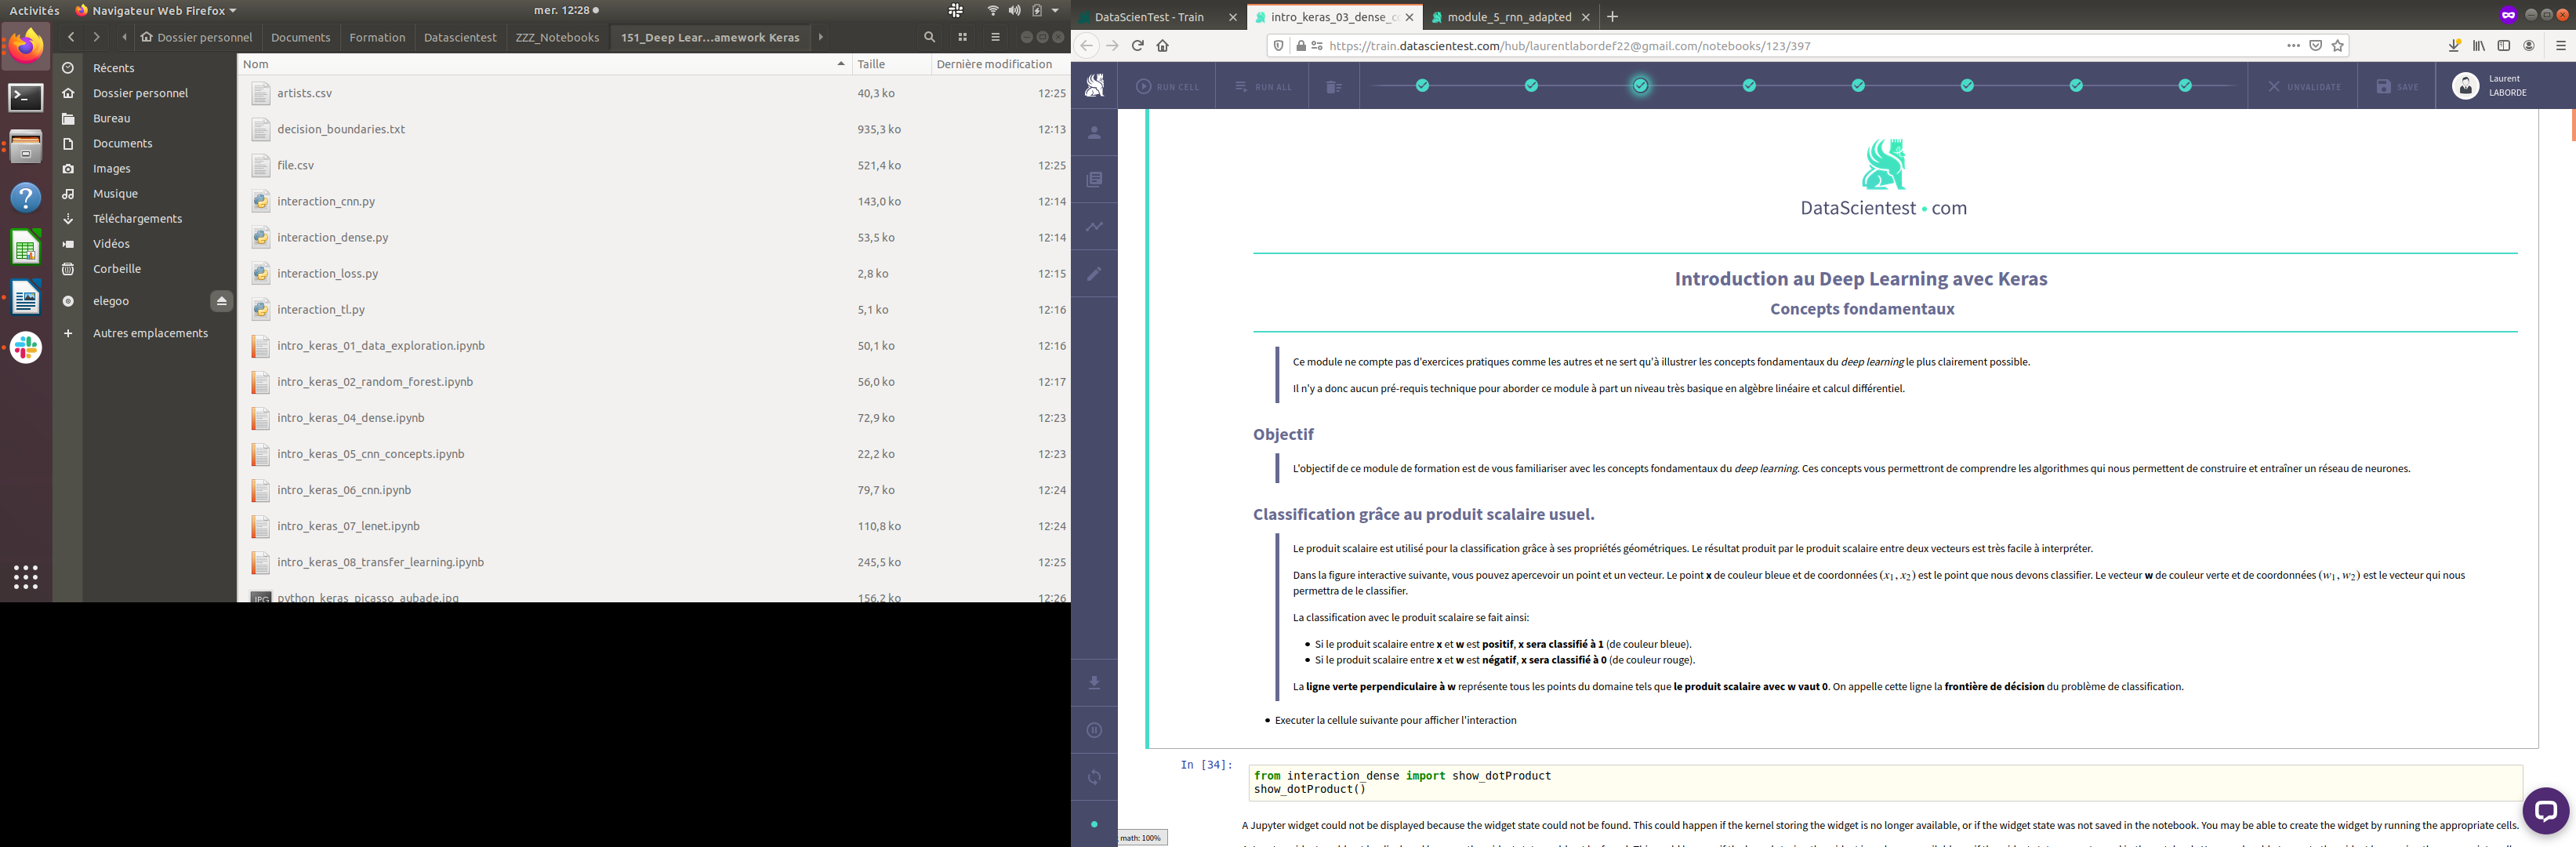 Activités
Navigateur Web Firefox
mer. 12:28
Dossier personnel
Documents
Formation
Datascientest
ZZZ_Notebooks
151_Deep Lear...amework Keras
Récents
Dossier personnel
Bureau
Documents
Images
Musique
Téléchargements
Vidéos
Corbeille
elegoo
Autres emplacements
Nom Taille Dernière modification
artists.csv 40,3 ko 12:25
decision_boundaries.txt 935,3 ko 12:13
file.csv 521,4 ko 12:25
interaction_cnn.py 143,0 ko 12:14
interaction_dense.py 53,5 ko 12:14
interaction_loss.py 2,8 ko 12:15
interaction_tl.py 5,1 ko 12:16
intro_keras_01_data_exploration.ipynb 50,1 ko 12:16
intro_keras_02_random_forest.ipynb 56,0 ko 12:17
intro_keras_04_dense.ipynb 72,9 ko 12:23
intro_keras_05_cnn_concepts.ipynb 22,2 ko 12:23
intro_keras_06_cnn.ipynb 79,7 ko 12:24
intro_keras_07_lenet.ipynb 110,8 ko 12:24
intro_keras_08_transfer_learning.ipynb 245,5 ko 12:25
python_keras_picasso_aubade.jpg 156,2 ko 12:26
DataScienTest - Train
intro_keras_03_dense_c
module_5_rnn_adapted
https://train.datascientest.com/hub/laurentlabordef22@gmail.com/notebooks/123/397
RUN CELL
RUN ALL
UNVALIDATE
SAVE
Laurent
LABORDE
DataScientest • com
Introduction au Deep Learning avec Keras
Concepts fondamentaux
Ce module ne compte pas d'exercices pratiques comme les autres et ne sert qu'à illustrer les concepts fondamentaux du deep learning le plus clairement possible.
Il n'y a donc aucun pré-requis technique pour aborder ce module à part un niveau très basique en algèbre linéaire et calcul différentiel.
Objectif
L'objectif de ce module de formation est de vous familiariser avec les concepts fondamentaux du deep learning. Ces concepts vous permettront de comprendre les algorithmes qui nous permettent de construire et entraîner un réseau de neurones.
Classification grâce au produit scalaire usuel.
Le produit scalaire est utilisé pour la classification grâce à ses propriétés géométriques. Le résultat produit par le produit scalaire entre deux vecteurs est très facile à interpréter.
Dans la figure interactive suivante, vous pouvez apercevoir un point et un vecteur. Le point x de couleur bleue et de coordonnées (x₁, x₂) est le point que nous devons classifier. Le vecteur w de couleur verte et de coordonnées (w₁, w₂) est le vecteur qui nous
permettra de le classifier.
La classification avec le produit scalaire se fait ainsi:
• Si le produit scalaire entre x et w est positif, x sera classifié à 1 (de couleur bleue).
• Si le produit scalaire entre x et w est négatif, x sera classifié à 0 (de couleur rouge).
La ligne verte perpendiculaire à w représente tous les points du domaine tels que le produit scalaire avec w vaut 0. On appelle cette ligne la frontière de décision du problème de classification.
• Executer la cellule suivante pour afficher l'interaction
In [34]:
from interaction_dense import show_dotProduct
show_dotProduct()
A Jupyter widget could not be displayed because the widget state could not be found. This could happen if the kernel storing the widget is no longer available, or if the widget state was not saved in the notebook. You may be able to create the widget by running the appropriate cells.
math: 100%